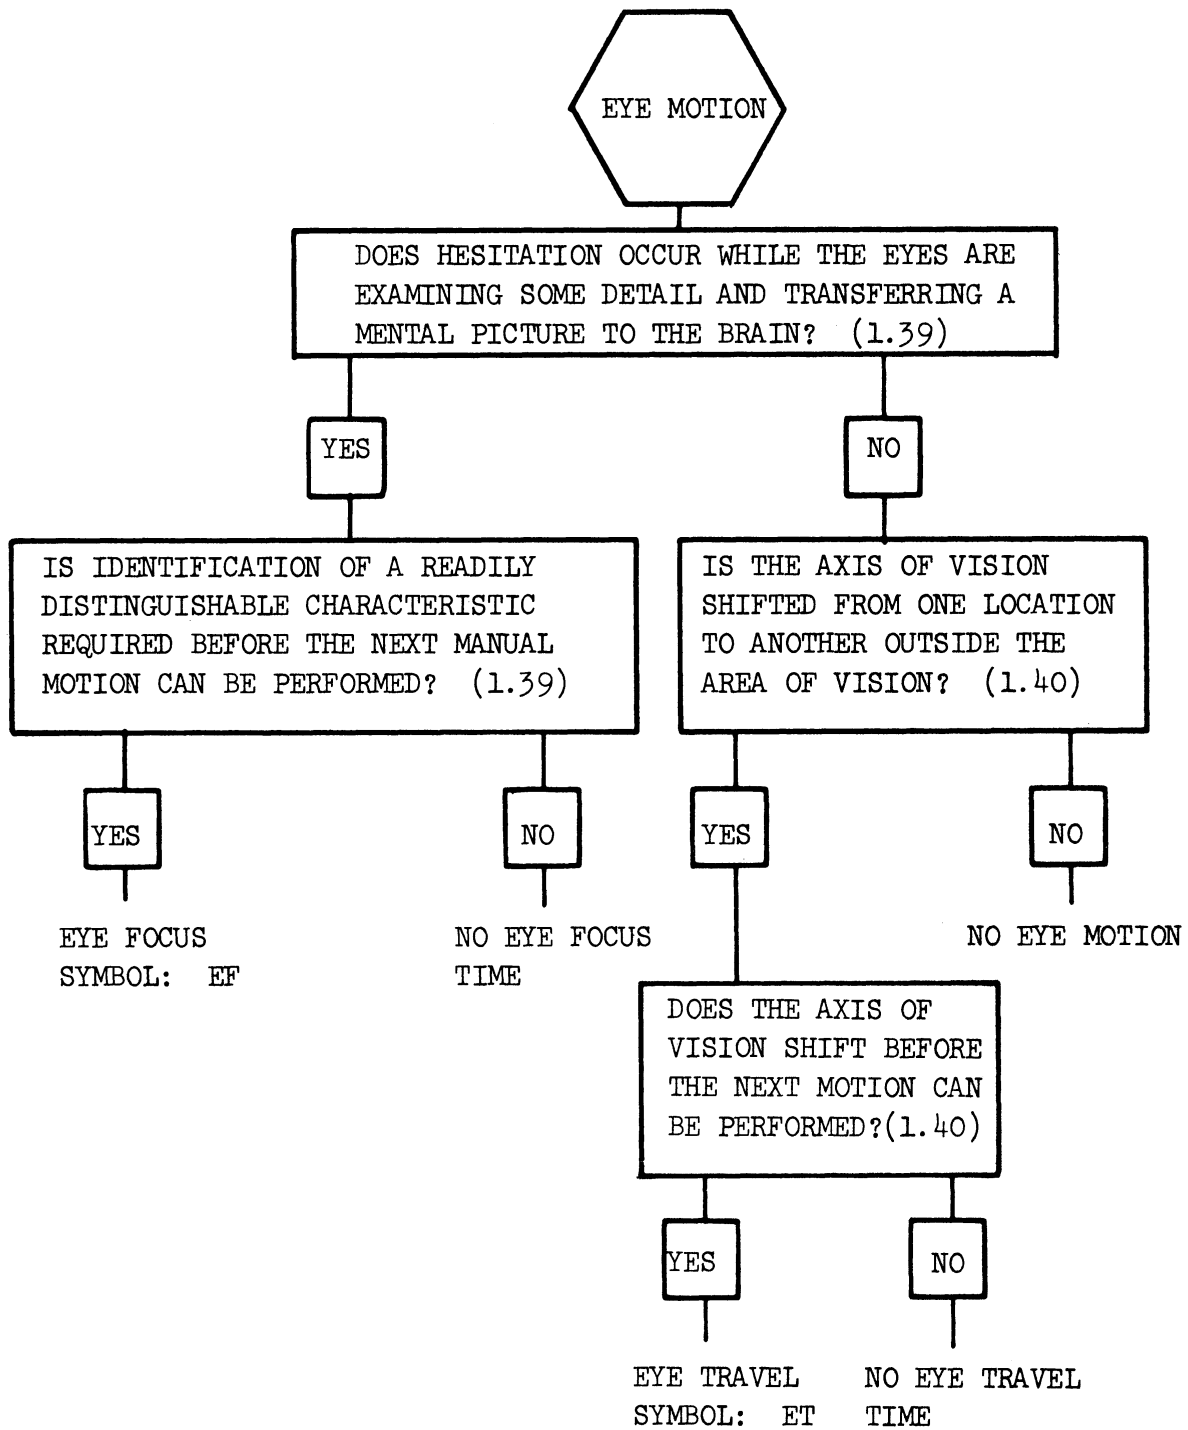 EYE MOTION
DOES HESITATION OCCUR WHILE THE EYES ARE
EXAMINING SOME DETAIL AND TRANSFERRING A
MENTAL PICTURE TO THE BRAIN? (1.39)
YES
NO
IS IDENTIFICATION OF A READILY
DISTINGUISHABLE CHARACTERISTIC
REQUIRED BEFORE THE NEXT MANUAL
MOTION CAN BE PERFORMED? (1.39)
IS THE AXIS OF VISION
SHIFTED FROM ONE LOCATION
TO ANOTHER OUTSIDE THE
AREA OF VISION? (1.40)
YES
NO
YES
NO
EYE FOCUS
SYMBOL: EF
NO EYE FOCUS
TIME
NO EYE MOTION
DOES THE AXIS OF
VISION SHIFT BEFORE
THE NEXT MOTION CAN
BE PERFORMED?(1.40)
YES
NO
EYE TRAVEL
SYMBOL: ET
NO EYE TRAVEL
TIME